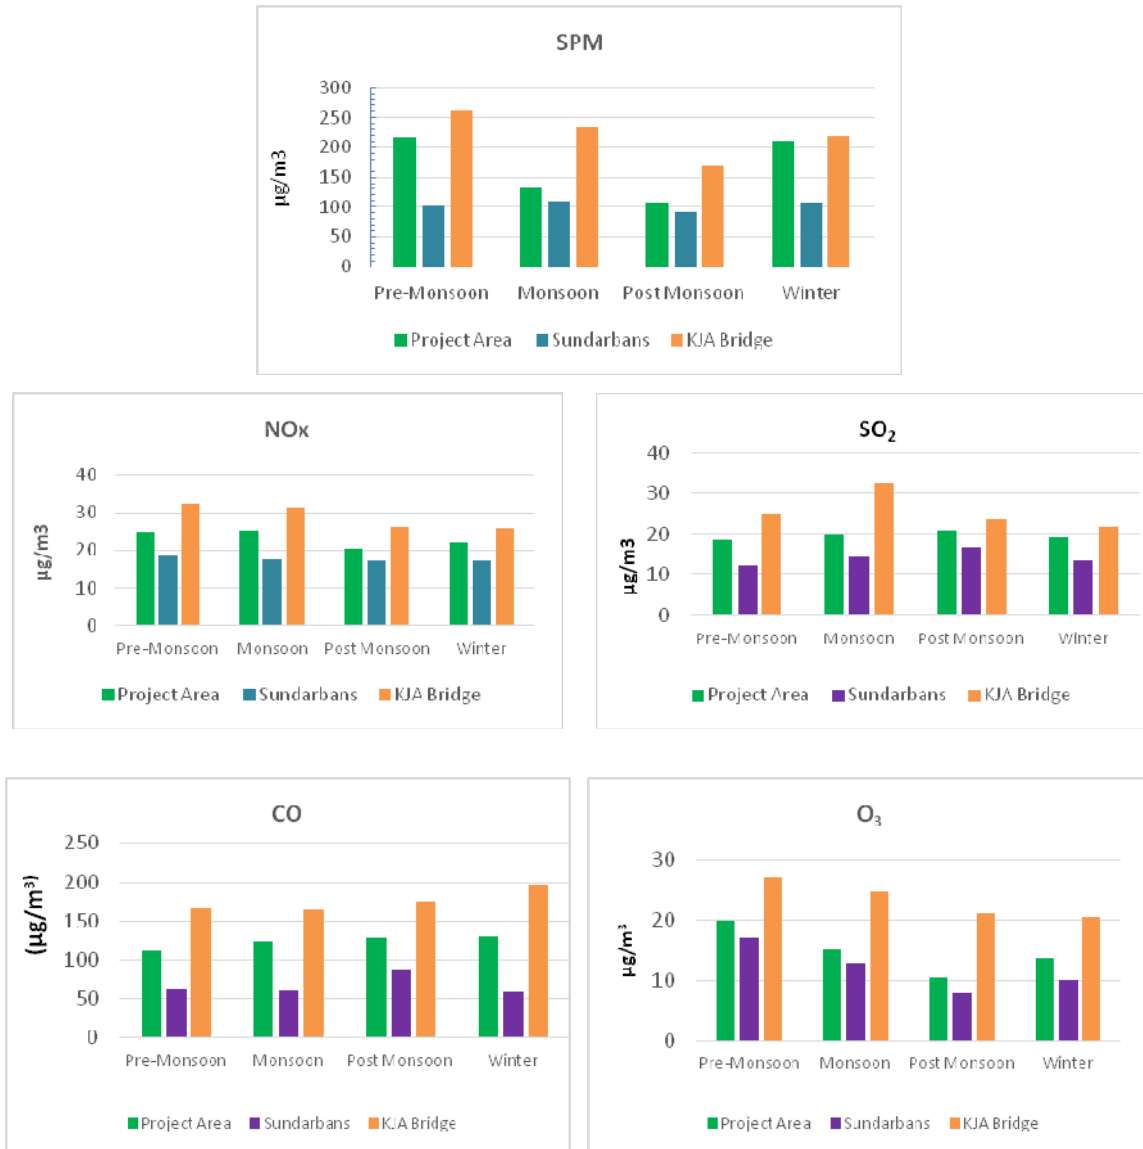 SPM
µg/m3
300
250
200
150
100
50
0
Pre-Monsoon Monsoon Post Monsoon Winter
Project Area Sundarbans KJA Bridge
NOx
µg/m3
40
30
20
10
0
Pre-Monsoon Monsoon Post Monsoon Winter
Project Area Sundarbans KJA Bridge
SO₂
µg/m3
40
30
20
10
0
Pre-Monsoon Monsoon Post Monsoon Winter
Project Area Sundarbans KJA Bridge
CO
(µg/m³)
250
200
150
100
50
0
Pre-Monsoon Monsoon Post Monsoon Winter
Project Area Sundarbans KJA Bridge
O₃
µg/m³
30
20
10
0
Pre-Monsoon Monsoon Post Monsoon Winter
Project Area Sundarbans KJA Bridge